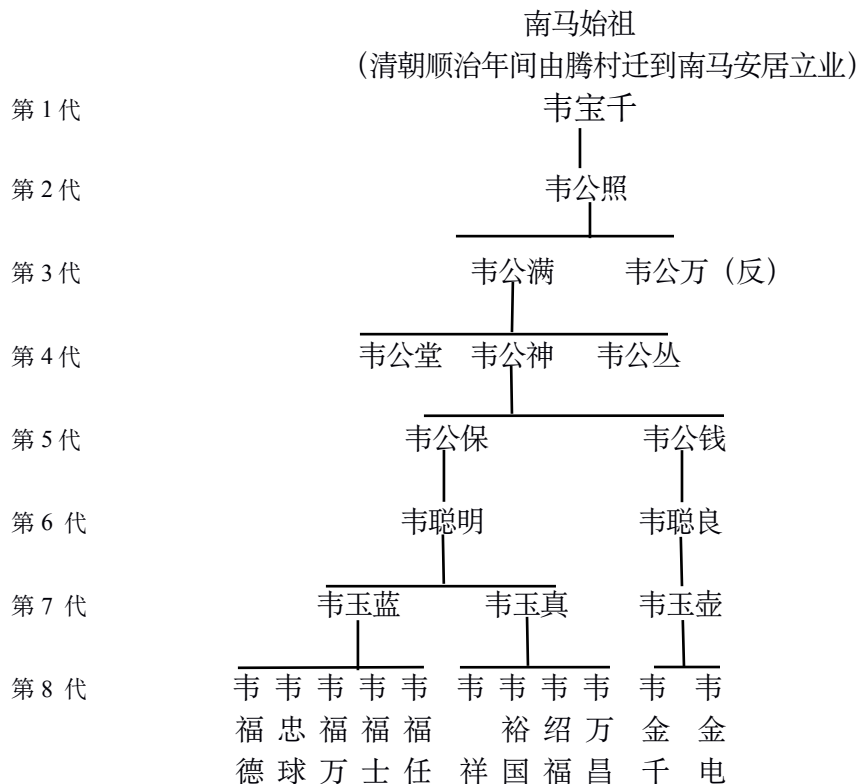 南马始祖
（清朝顺治年间由腾村迁到南马安居立业）
第 1 代 韦宝千
第 2 代 韦公照
第 3 代 韦公满 韦公万（反）
第 4 代 韦公堂 韦公神 韦公丛
第 5 代 韦公保 韦公钱
第 6 代 韦聪明 韦聪良
第 7 代 韦玉蓝 韦玉真 韦玉壶
第 8 代 韦 韦 韦 韦 韦 韦 韦 韦 韦 韦 韦
福 忠 福 福 福 裕 绍 万 金 金
德 球 万 士 任 祥 国 福 昌 千 电